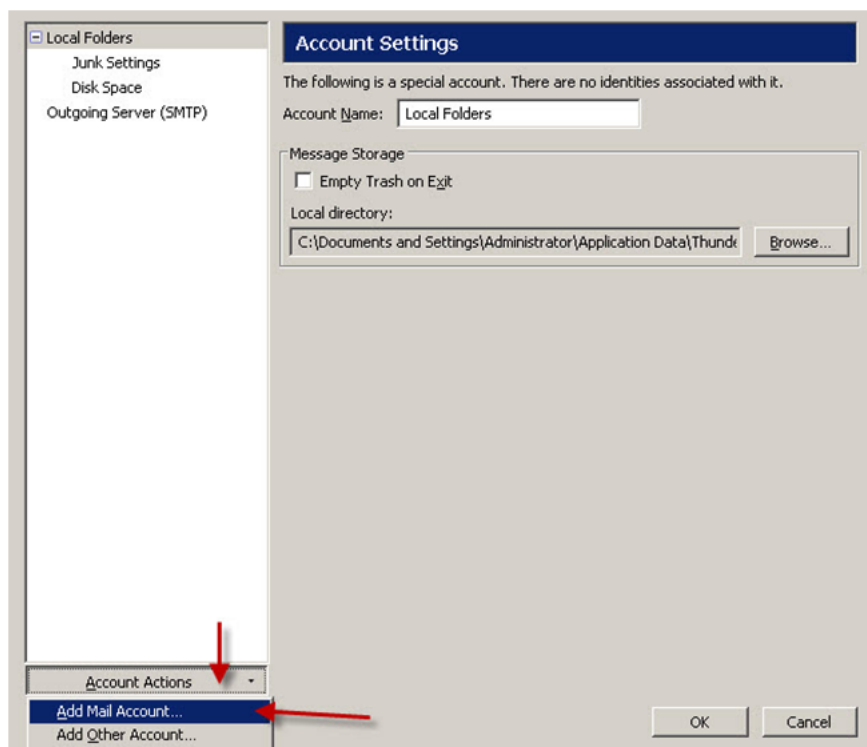 Local Folders
Junk Settings
Disk Space
Outgoing Server (SMTP)
Account Settings
The following is a special account. There are no identities associated with it.
Account Name: Local Folders
Message Storage
Empty Trash on Exit
Local directory:
C:\Documents and Settings\Administrator\Application Data\Thunde Browse...
Account Actions
Add Mail Account...
Add Other Account...
OK Cancel